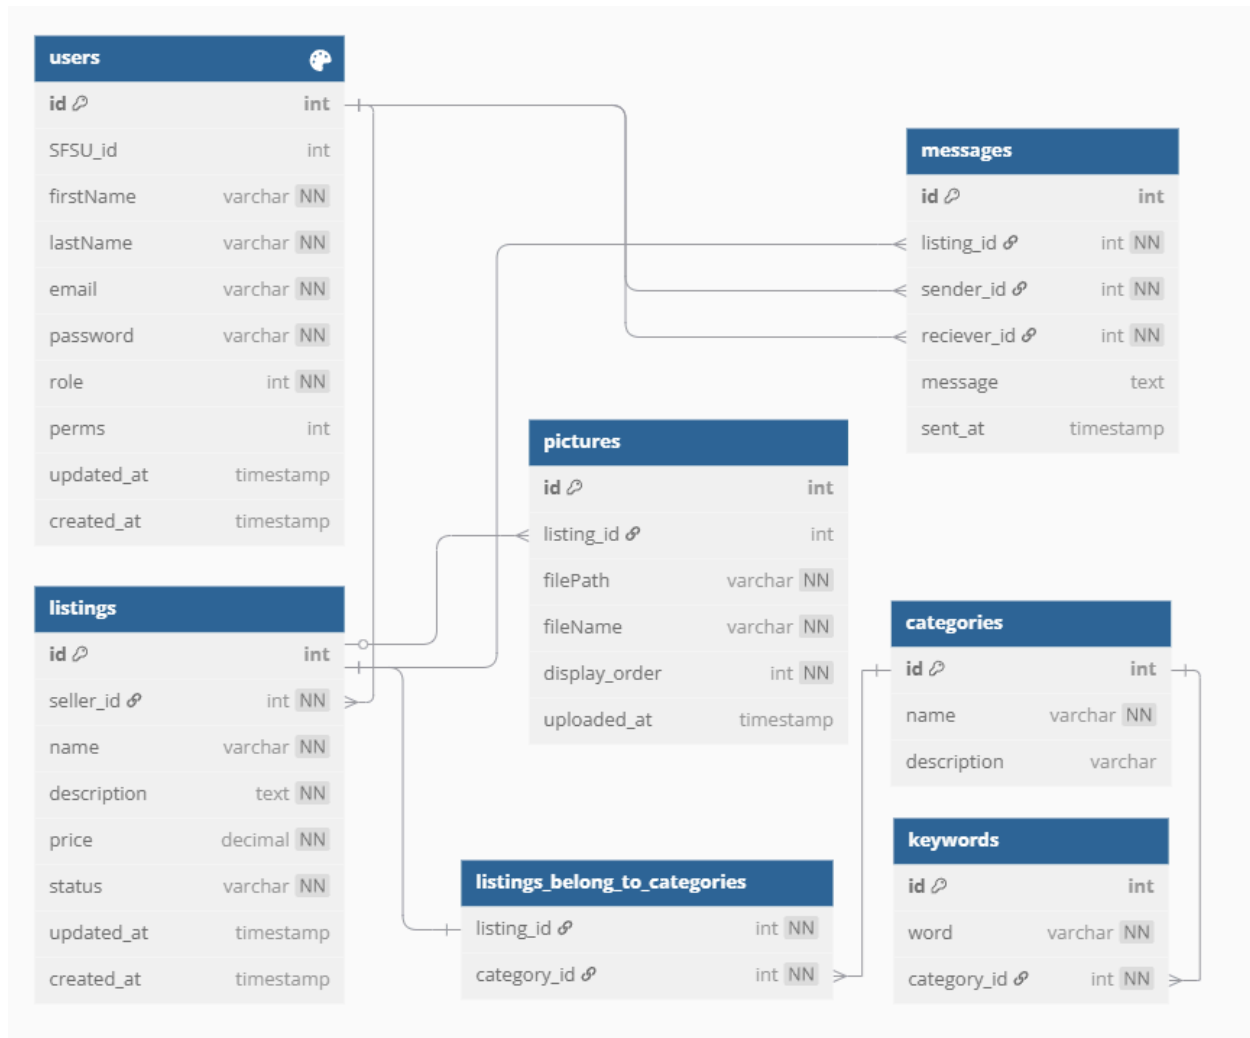 users
id int
SFSU_id int
firstName varchar NN
lastName varchar NN
email varchar NN
password varchar NN
role int NN
perms int
updated_at timestamp
created_at timestamp
listings
id int
seller_id int NN
name varchar NN
description text NN
price decimal NN
status varchar NN
updated_at timestamp
created_at timestamp
pictures
id int
listing_id int
filePath varchar NN
fileName varchar NN
display_order int NN
uploaded_at timestamp
listings_belong_to_categories
listing_id int NN
category_id int NN
messages
id int
listing_id int NN
sender_id int NN
reciever_id int NN
message text
sent_at timestamp
categories
id int
name varchar NN
description varchar
keywords
id int
word varchar NN
category_id int NN